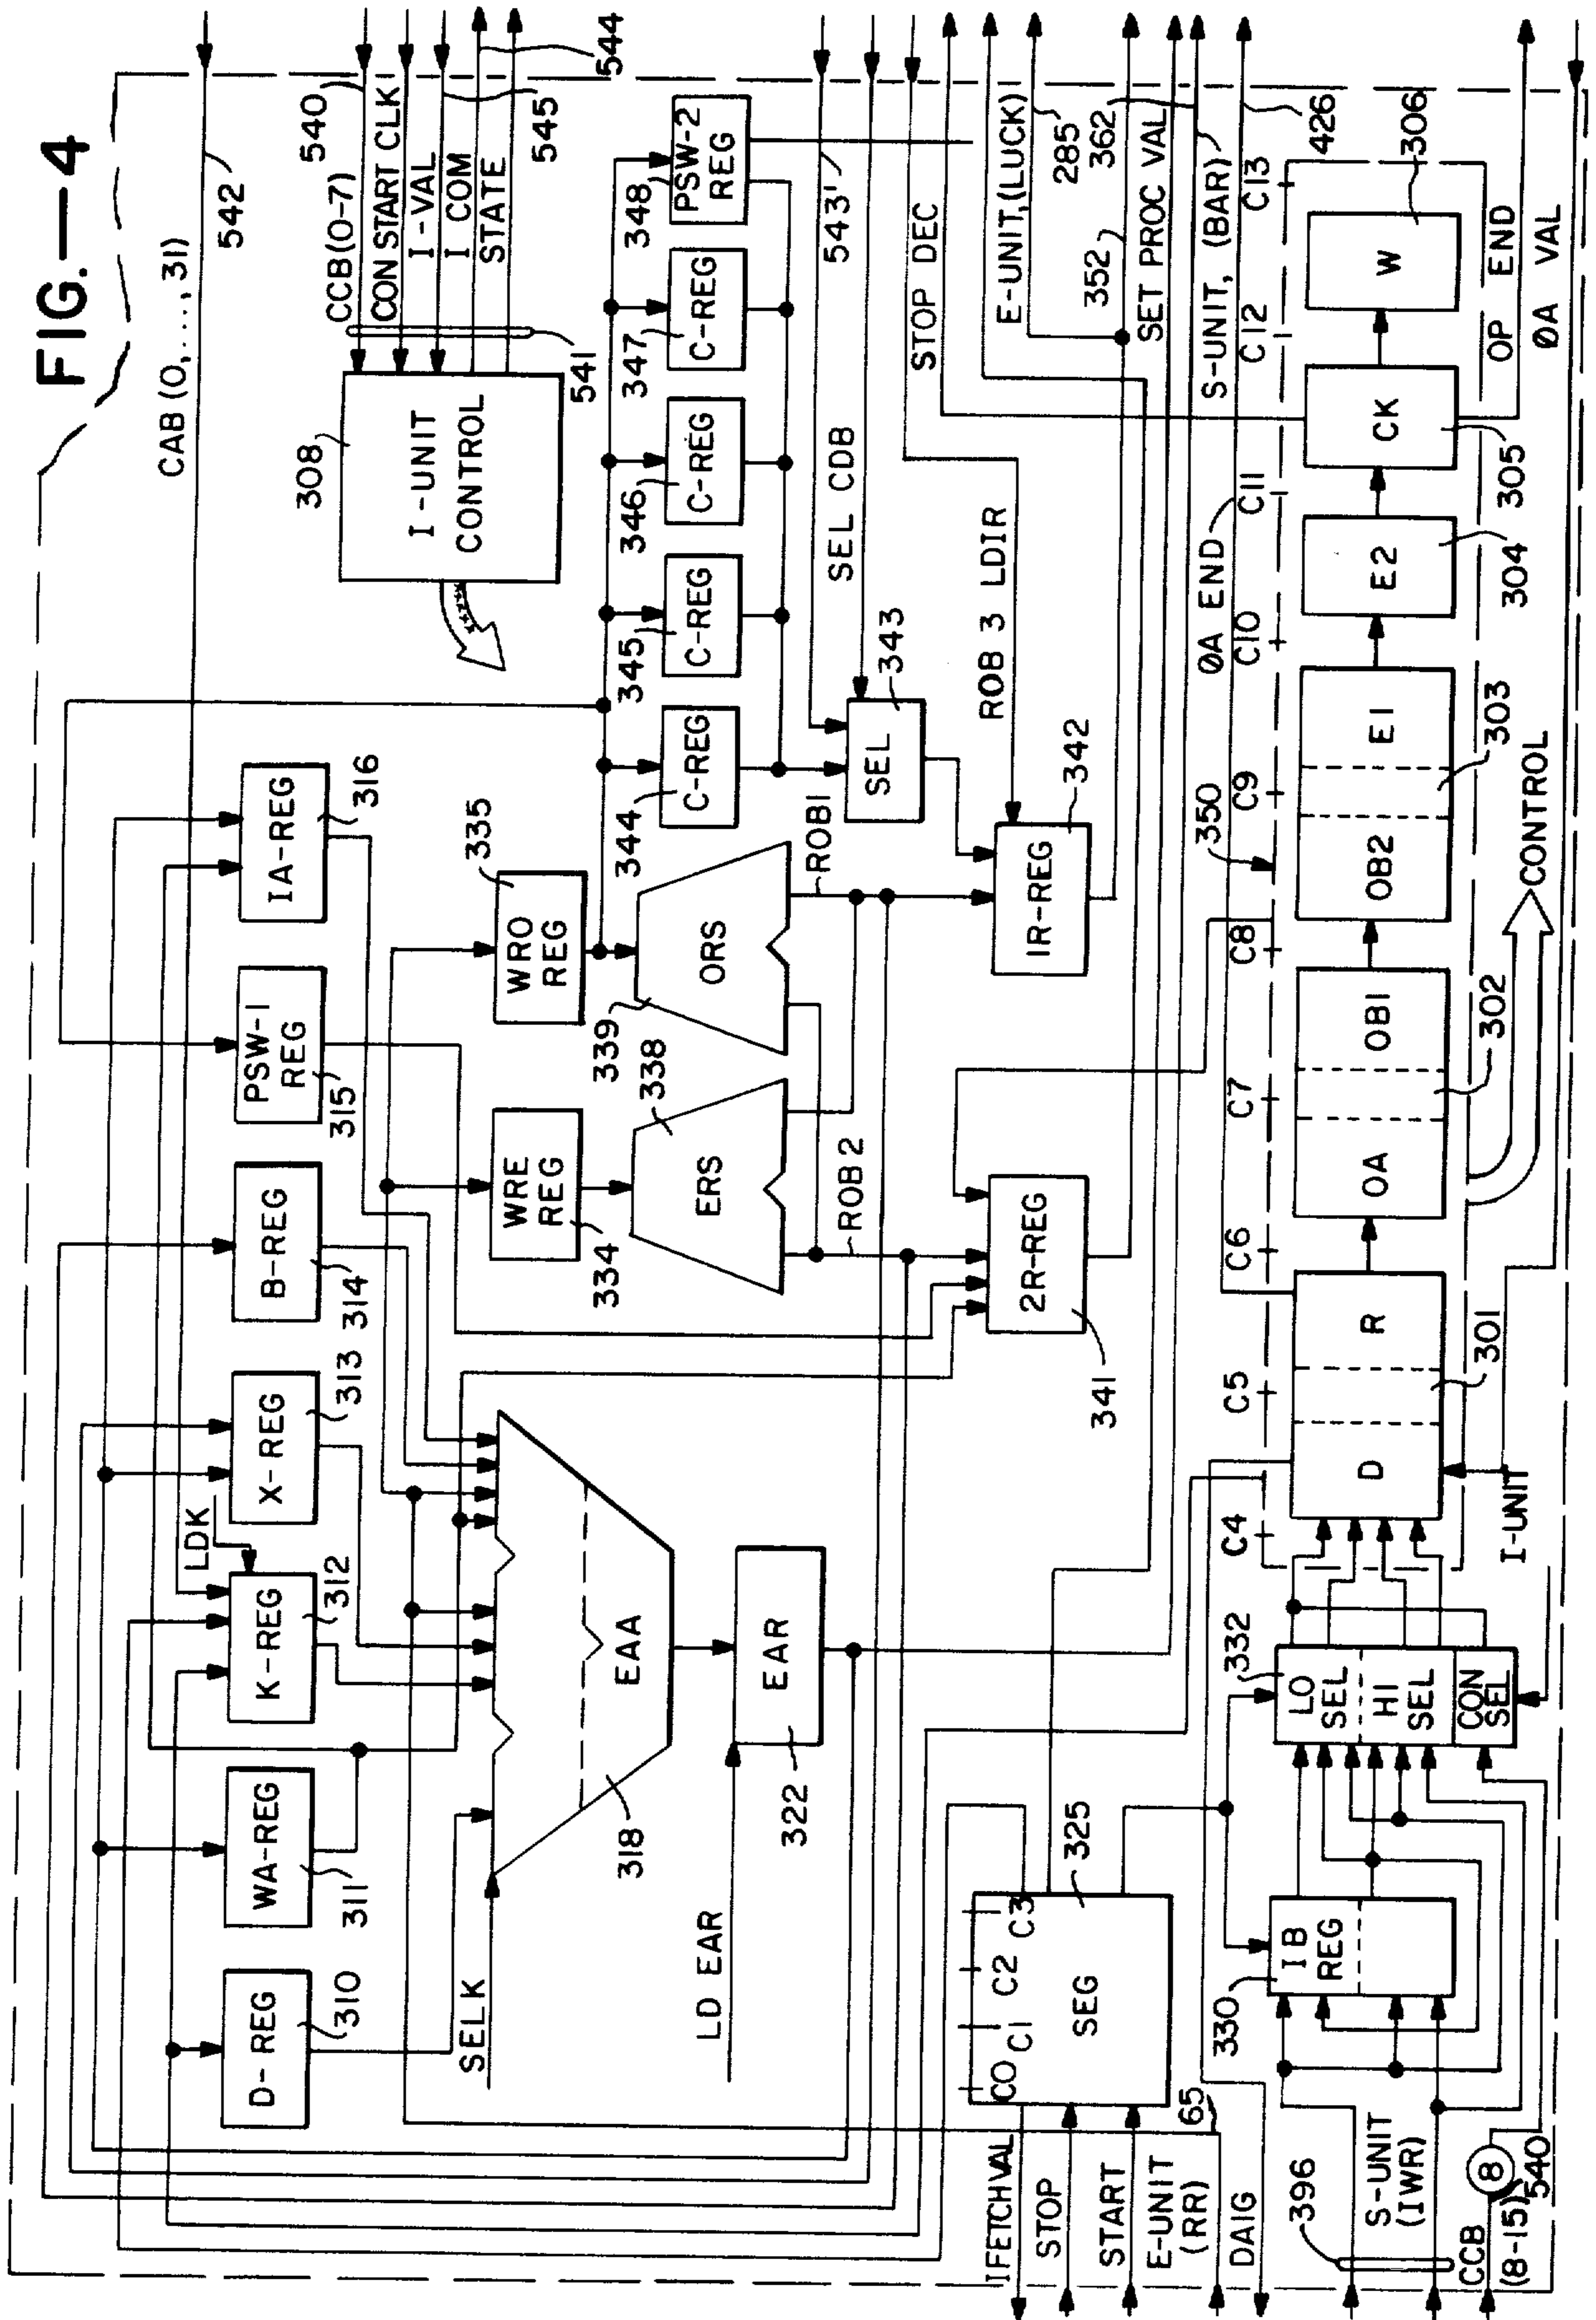 FIG.—4
CAB (0,...,31)
542
CCB (0-7)
540
CON START CLK
I-VAL
545
I COM
544
STATE
545
541
308
I-UNIT
CONTROL
D-REG
310
WA-REG
311
LDK
K-REG
312
X-REG
313
B-REG
314
PSW-1
REG
315
IA-REG
316
SELK
EAA
318
LD EAR
EAR
322
WRE
REG
334
WRO
REG
335
ERS
338
ORS
339
ROB1
ROB 2
C-REG
344
C-REG
345
C-REG
346
C-REG
347
PSW-2
REG
348
543'
SEL CDB
SEL
343
STOP DEC
ROB 3 LDIR
1R-REG
342
2R-REG
341
E-UNIT, (LUCK)
285
352
362
SET PROC VAL
S-UNIT, (BAR)
426
ØA END
IFETCHVAL
STOP
START
E-UNIT
(RR)
65
DAIG
C0
C1
C2
C3
SEG
325
396
S-UNIT
(IWR)
CCB
(8-15)
8
540
330
IB
REG
332
LO
SEL
HI
SEL
CON
SEL
I-UNIT
C4
C5
C6
C7
C8
C9
C10
C11
C12
C13
350
D
R
301
OA
OB1
302
OB2
E1
303
E2
304
CK
305
W
306
CONTROL
OP END
ØA VAL